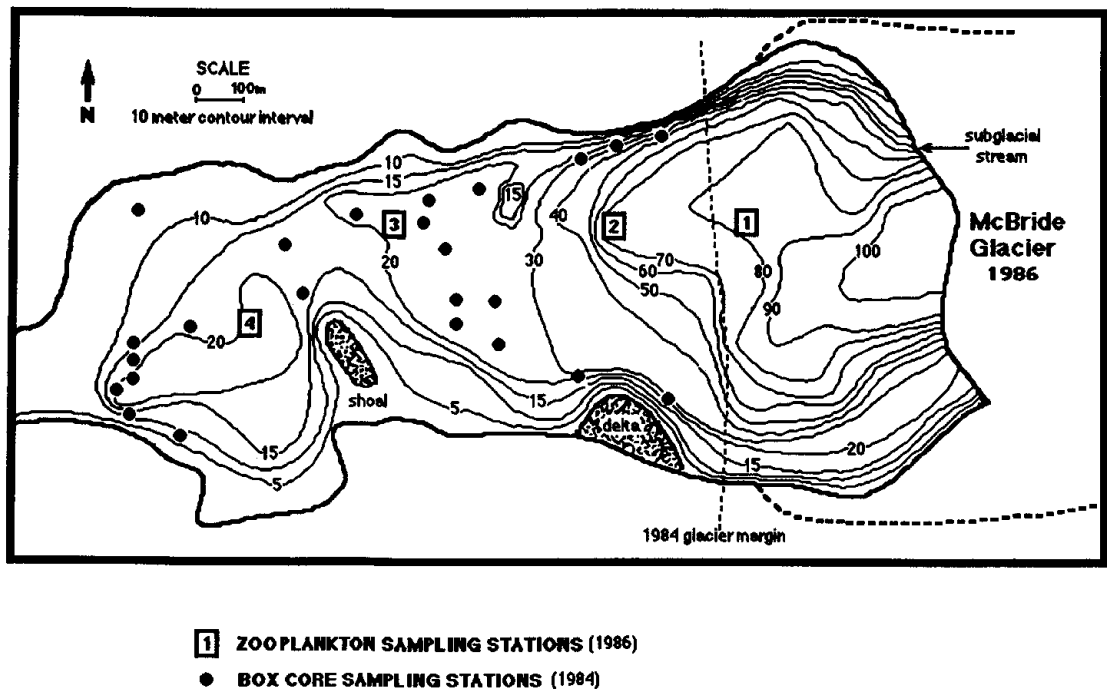 SCALE
0 100m
N
10 meter contour interval
10
15
15
10
3
20
40
2
1
30
70
60
50
80
90
100
20
4
subglacial
stream
McBride
Glacier
1986
shoal
5
15
delta
15
5
20
15
1984 glacier margin
1 ZOOPLANKTON SAMPLING STATIONS (1986)
BOX CORE SAMPLING STATIONS (1984)